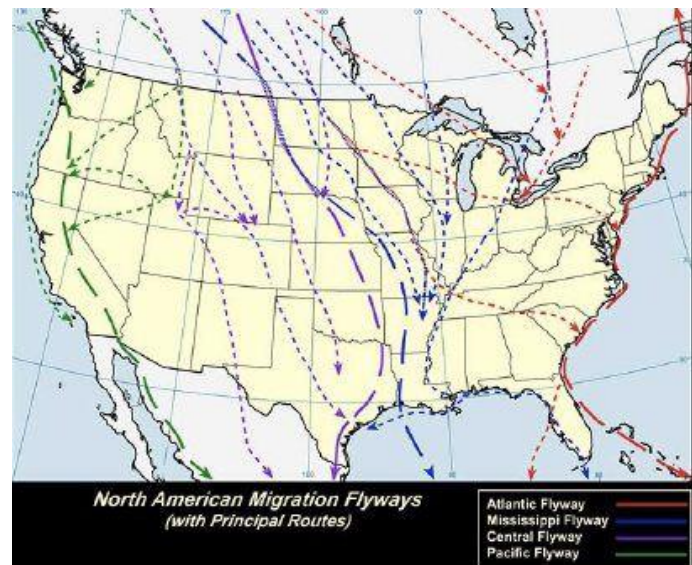 North American Migration Flyways
(with Principal Routes)
Atlantic Flyway
Mississippi Flyway
Central Flyway
Pacific Flyway